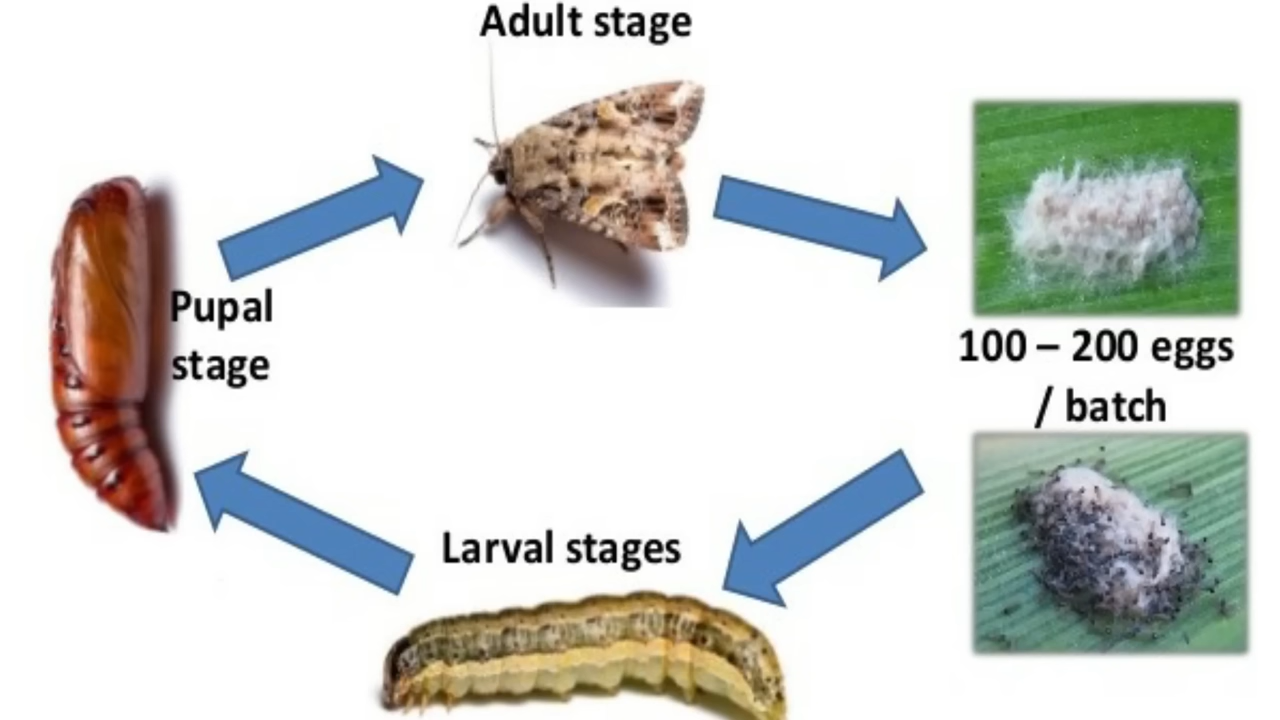 Adult stage
Pupal
stage
100 – 200 eggs
/ batch
Larval stages